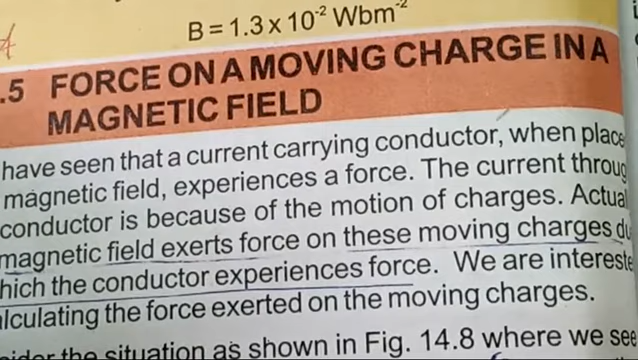 B = 1.3 x 10⁻² Wbm⁻²
.5 FORCE ON A MOVING CHARGE IN A
MAGNETIC FIELD
have seen that a current carrying conductor, when place
magnetic field, experiences a force. The current throug
conductor is because of the motion of charges. Actual
magnetic field exerts force on these moving charges du
hich the conductor experiences force. We are intereste
alculating the force exerted on the moving charges.
ider the situation as shown in Fig. 14.8 where we see